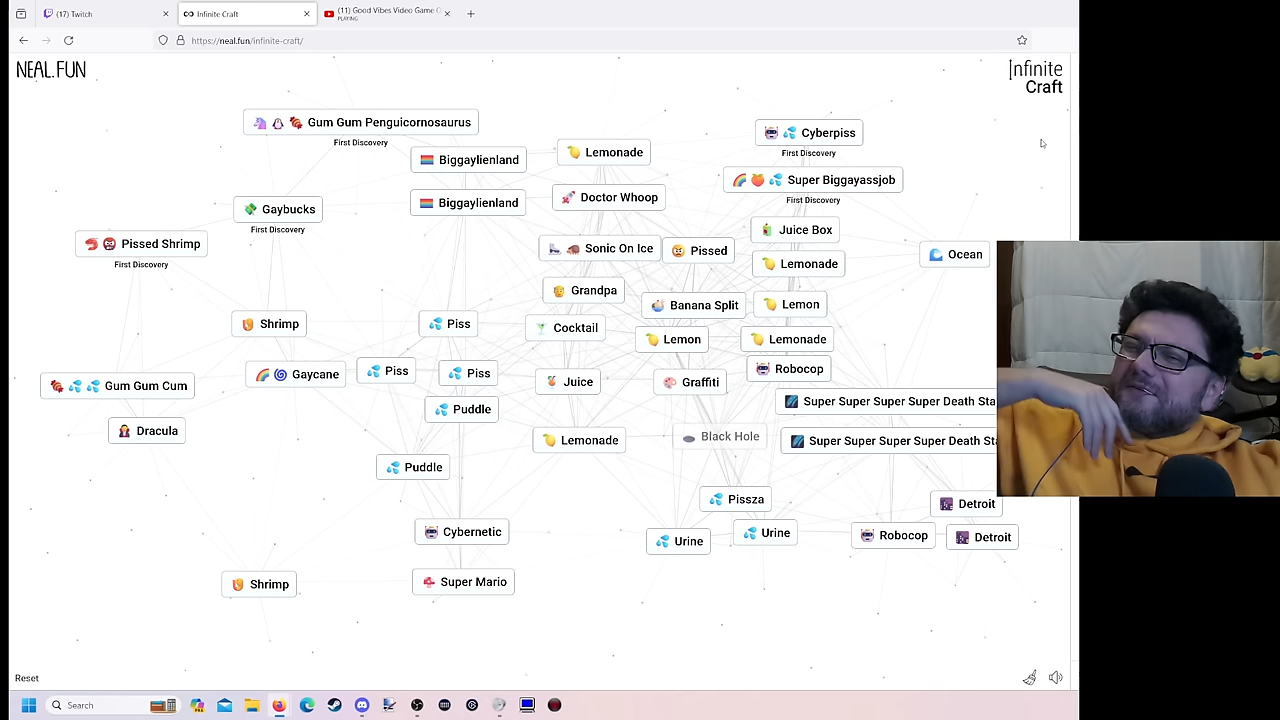 (17) Twitch
Infinite Craft
(11) Good Vibes Video Game
PLAYING
https://neal.fun/infinite-craft/
NEAL.FUN
Infinite
Craft
Gum Gum Penguicornosaurus
First Discovery
Biggaylienland
Lemonade
Cyberpiss
First Discovery
Super Biggayassjob
First Discovery
Gaybucks
First Discovery
Biggaylienland
Doctor Whoop
Juice Box
Pissed Shrimp
First Discovery
Sonic On Ice
Pissed
Lemonade
Ocean
Grandpa
Banana Split
Lemon
Shrimp
Piss
Cocktail
Lemon
Lemonade
Gaycane
Piss
Piss
Juice
Graffiti
Robocop
Gum Gum Cum
Puddle
Super Super Super Super Death Sta
Dracula
Lemonade
Black Hole
Super Super Super Super Death Sta
Puddle
Pissza
Detroit
Cybernetic
Urine
Urine
Robocop
Detroit
Shrimp
Super Mario
Reset
Search